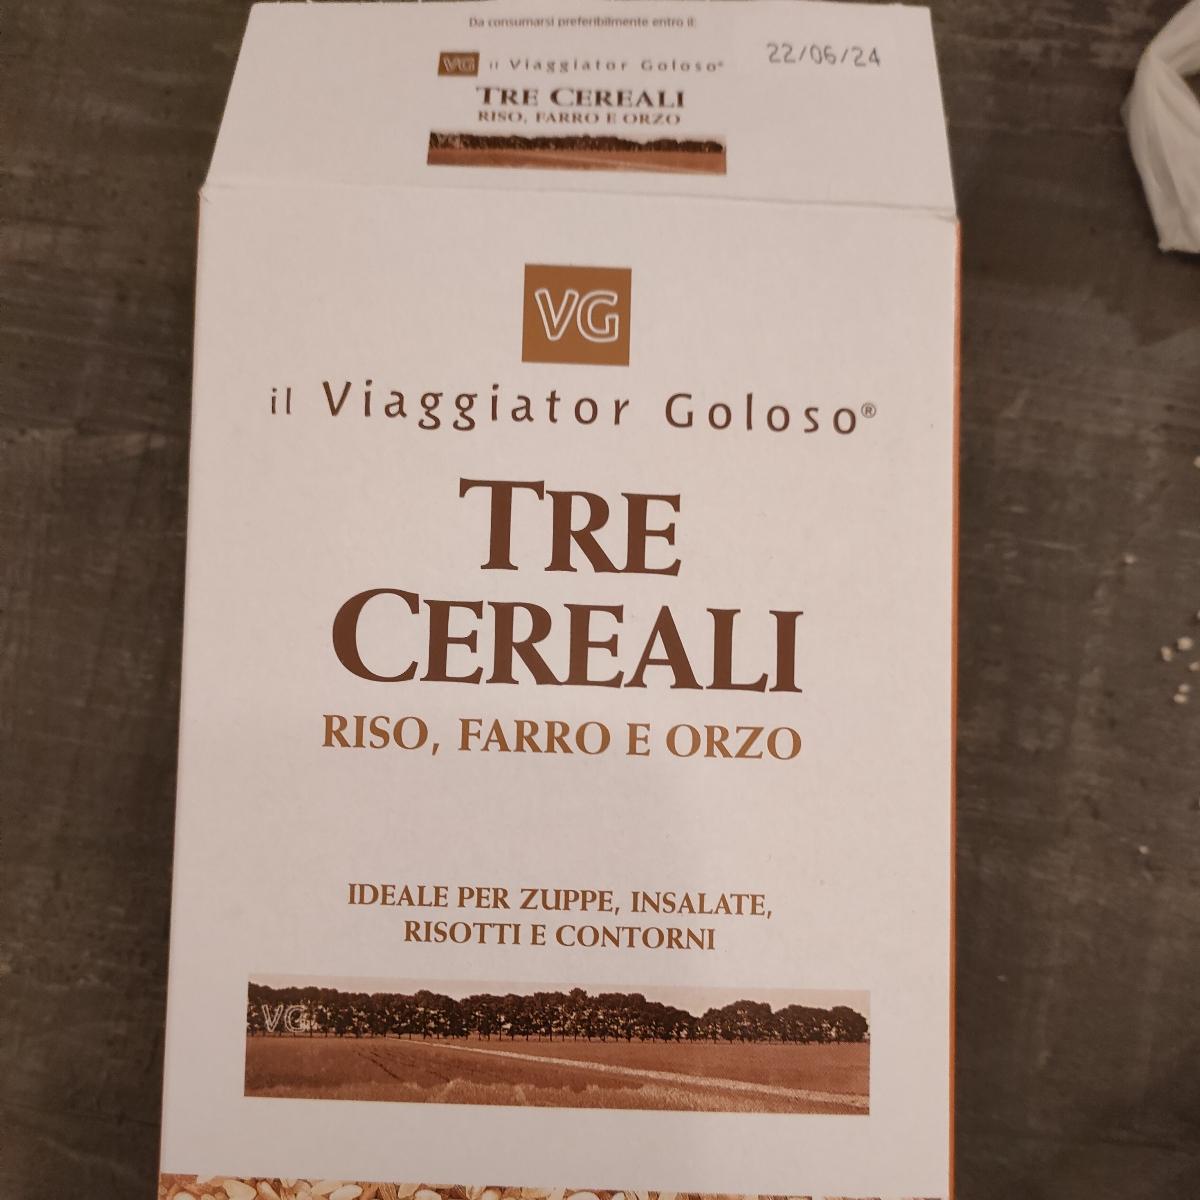 Da consumarsi preferibilmente entro il:
22/06/24
VG il Viaggiator Goloso®
TRE CEREALI
RISO, FARRO E ORZO
VG
VG
il Viaggiator Goloso®
TRE
CEREALI
RISO, FARRO E ORZO
IDEALE PER ZUPPE, INSALATE,
RISOTTI E CONTORNI
VG